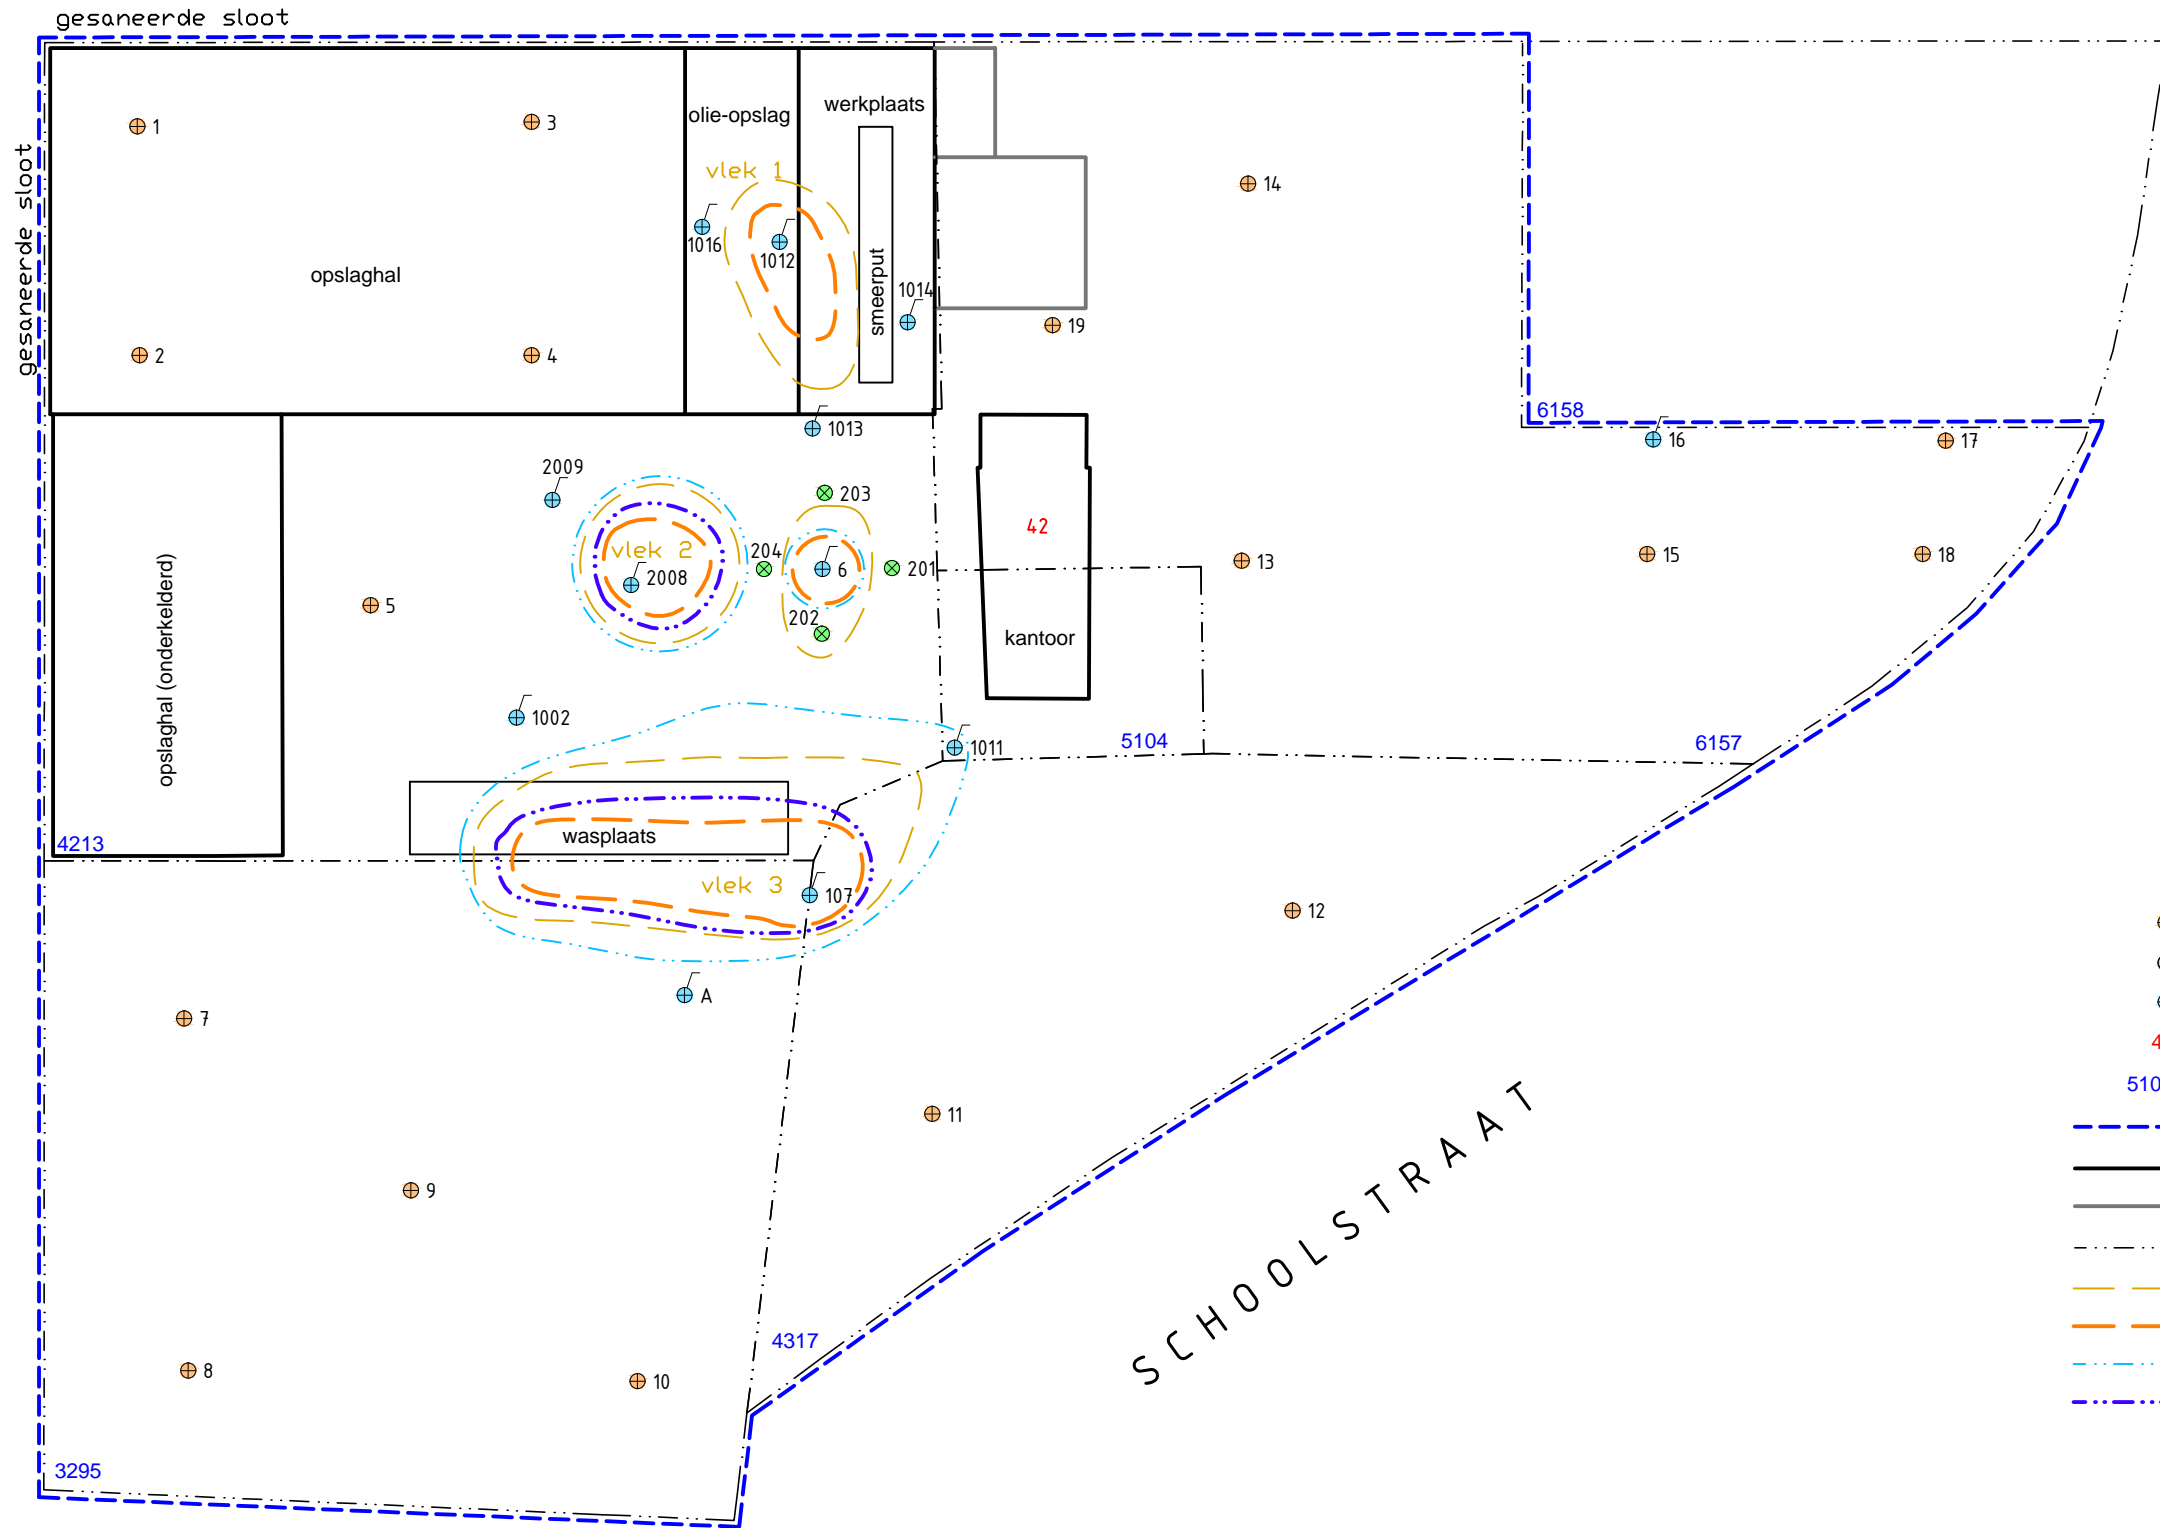 gesaneerde sloot
gesaneerde sloot
1
3
olie-opslag
werkplaats
vlek 1
14
1016
1012
opslaghal
smeerput
1014
19
2
4
6158
1013
16
17
2009
203
42
vlek 2
204
6
201
13
15
18
2008
5
202
kantoor
opslaghal (onderkelderd)
1002
1011
5104
6157
wasplaats
4213
vlek 3
107
12
A
7
4
510
11
SCHOOLSTRAAT
9
4317
8
10
3295